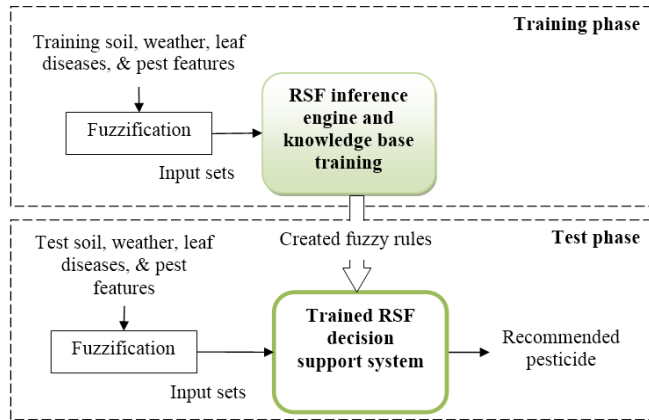 Training phase
Training soil, weather, leaf
diseases, & pest features
Fuzzification
Input sets
RSF inference
engine and
knowledge base
training
Created fuzzy rules
Test phase
Test soil, weather, leaf
diseases, & pest
features
Fuzzification
Input sets
Trained RSF
decision
support system
Recommended
pesticide